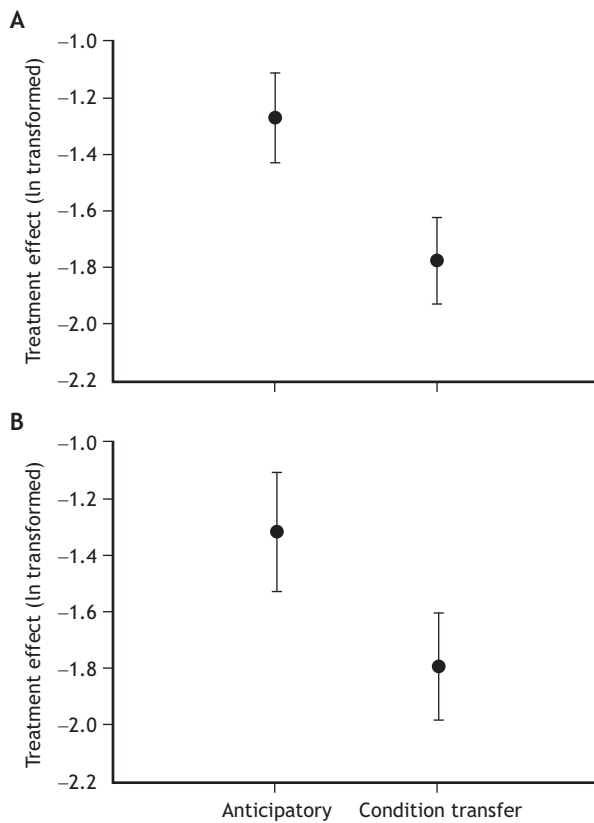 A
Treatment effect (ln transformed)
−1.0
−1.2
−1.4
−1.6
−1.8
−2.0
−2.2
B
Treatment effect (ln transformed)
−1.0
−1.2
−1.4
−1.6
−1.8
−2.0
−2.2
Anticipatory Condition transfer